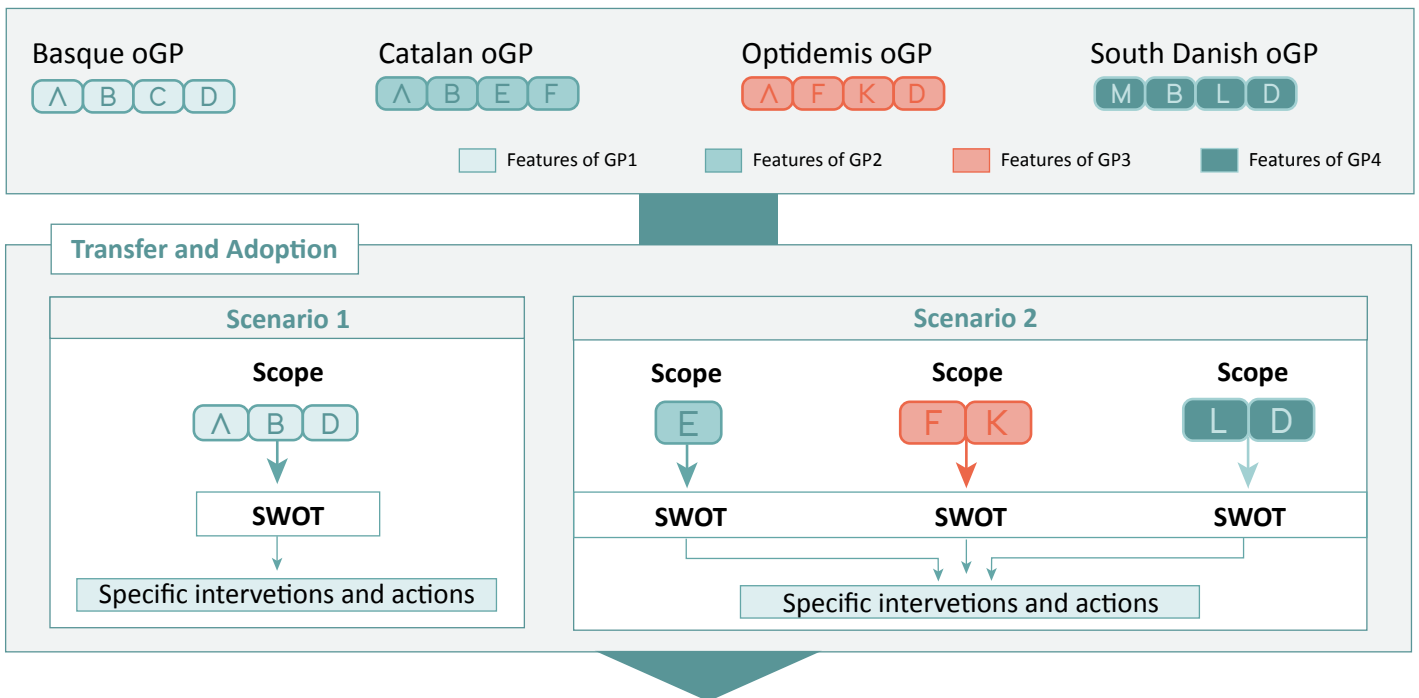 Basque oGP Catalan oGP Optidemis oGP South Danish oGP
Λ B C D Λ B E F Λ F K D M B L D
Features of GP1 Features of GP2 Features of GP3 Features of GP4
Transfer and Adoption
Scenario 1 Scenario 2
Scope Scope Scope Scope
Λ B D E F K L D
SWOT SWOT SWOT SWOT
Specific intervetions and actions Specific intervetions and actions